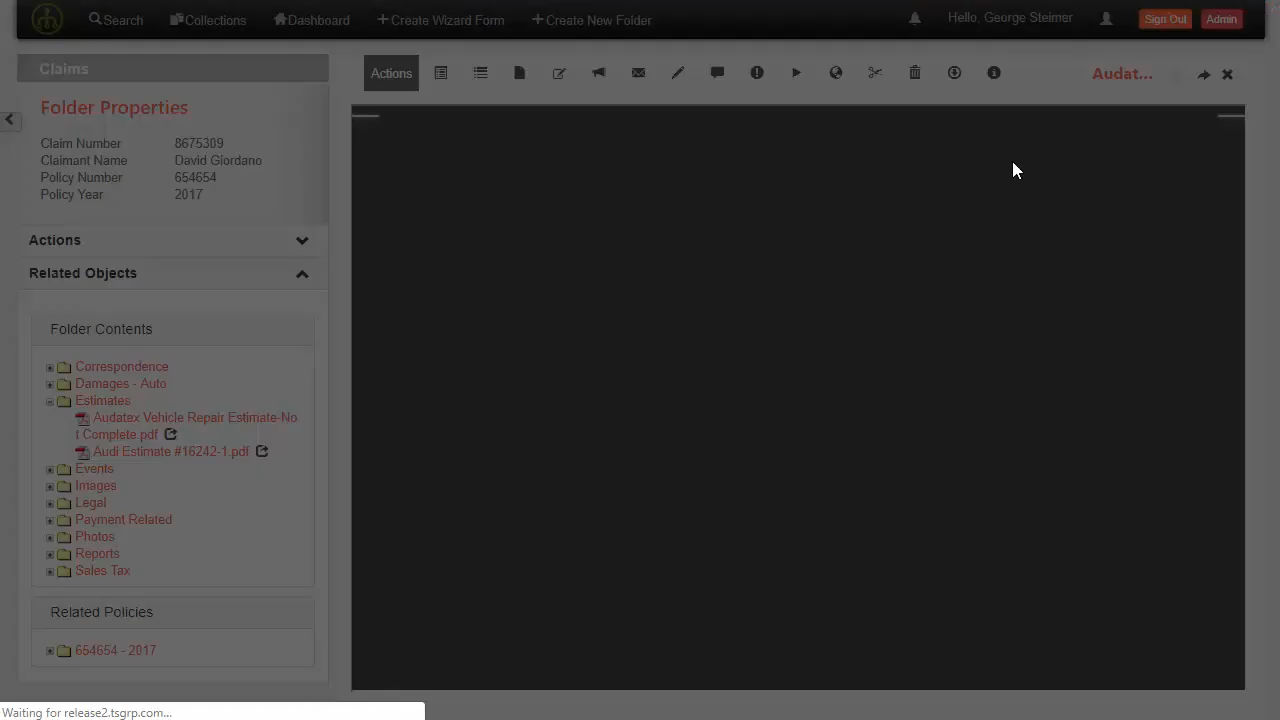 Search
Collections
Dashboard
Create Wizard Form
Create New Folder
Hello, George Steimer
Sign Out
Admin
Claims
Actions
Audat...
Folder Properties
Claim Number 8675309
Claimant Name David Giordano
Policy Number 654654
Policy Year 2017
Actions
Related Objects
Folder Contents
Correspondence
Damages - Auto
Estimates
Audatex Vehicle Repair Estimate-No
t Complete.pdf
Audi Estimate #16242-1.pdf
Events
Images
Legal
Payment Related
Photos
Reports
Sales Tax
Related Policies
654654 - 2017
Waiting for release2.tsgrp.com...